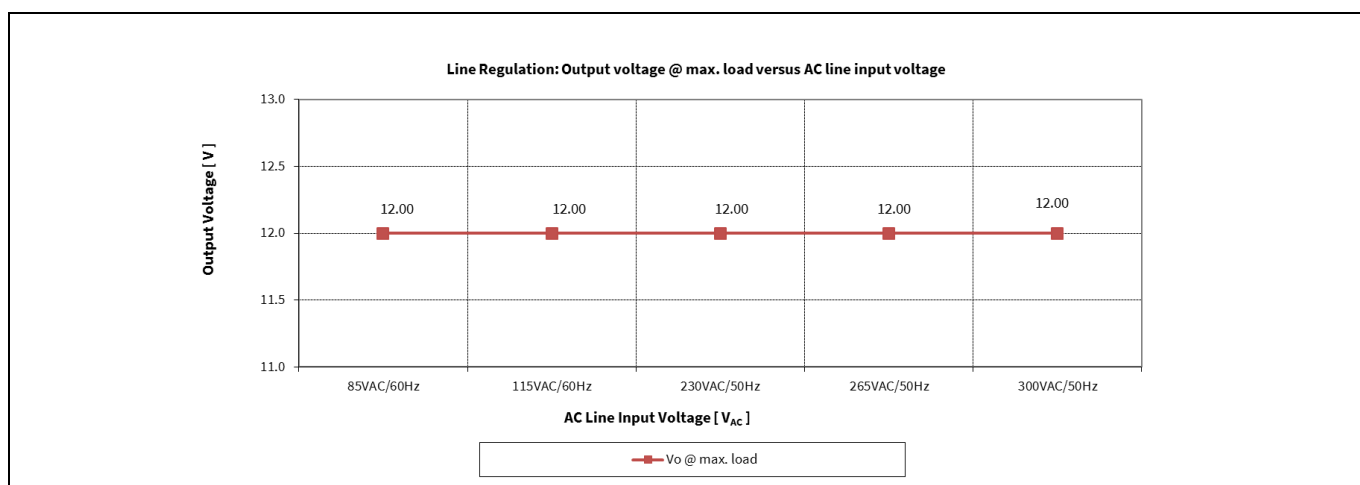 Line Regulation: Output voltage @ max. load versus AC line input voltage
13.0
12.5
12.0
11.5
11.0
Output Voltage [ V ]
12.00
12.00
12.00
12.00
12.00
85VAC/60Hz
115VAC/60Hz
230VAC/50Hz
265VAC/50Hz
300VAC/50Hz
AC Line Input Voltage [ VAC ]
Vo @ max. load